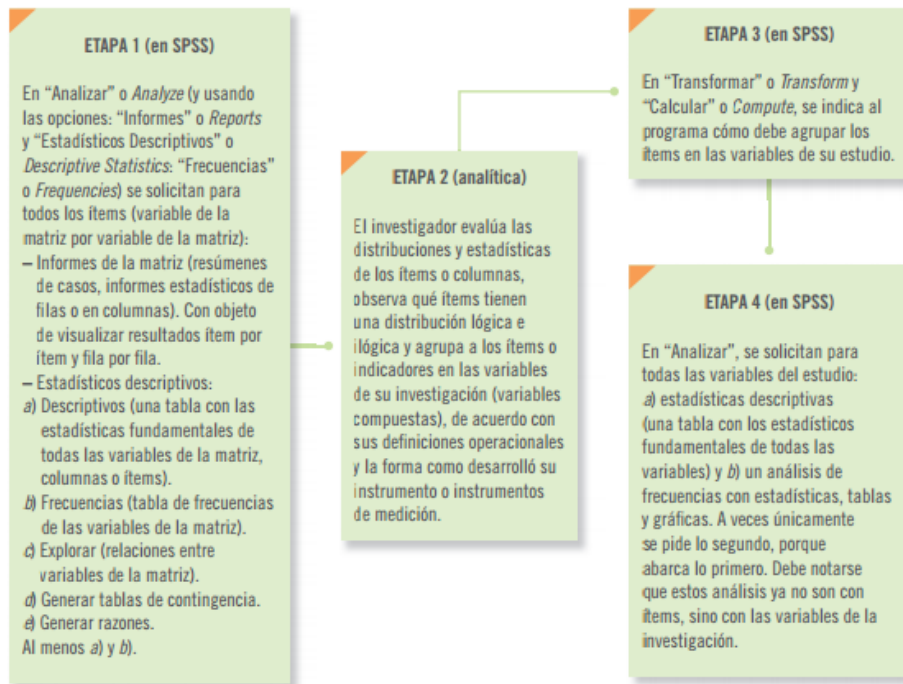 ETAPA 1 (en SPSS)
En “Analizar” o Analyze (y usando
las opciones: “Informes” o Reports
y “Estadísticos Descriptivos” o
Descriptive Statistics: “Frecuencias”
o Frequencies) se solicitan para
todos los ítems (variable de la
matriz por variable de la matriz):
– Informes de la matriz (resúmenes
de casos, informes estadísticos de
filas o en columnas). Con objeto
de visualizar resultados ítem por
ítem y fila por fila.
– Estadísticos descriptivos:
a) Descriptivos (una tabla con las
estadísticas fundamentales de
todas las variables de la matriz,
columnas o ítems).
b) Frecuencias (tabla de frecuencias
de las variables de la matriz).
c) Explorar (relaciones entre
variables de la matriz).
d) Generar tablas de contingencia.
e) Generar razones.
Al menos a) y b).
ETAPA 2 (analítica)
El investigador evalúa las
distribuciones y estadísticas
de los ítems o columnas,
observa qué ítems tienen
una distribución lógica e
ilógica y agrupa a los ítems o
indicadores en las variables
de su investigación (variables
compuestas), de acuerdo con
sus definiciones operacionales
y la forma como desarrolló su
instrumento o instrumentos
de medición.
ETAPA 3 (en SPSS)
En “Transformar” o Transform y
“Calcular” o Compute, se indica al
programa cómo debe agrupar los
ítems en las variables de su estudio.
ETAPA 4 (en SPSS)
En “Analizar”, se solicitan para
todas las variables del estudio:
a) estadísticas descriptivas
(una tabla con los estadísticos
fundamentales de todas las
variables) y b) un análisis de
frecuencias con estadísticas, tablas
y gráficas. A veces únicamente
se pide lo segundo, porque
abarca lo primero. Debe notarse
que estos análisis ya no son con
ítems, sino con las variables de la
investigación.